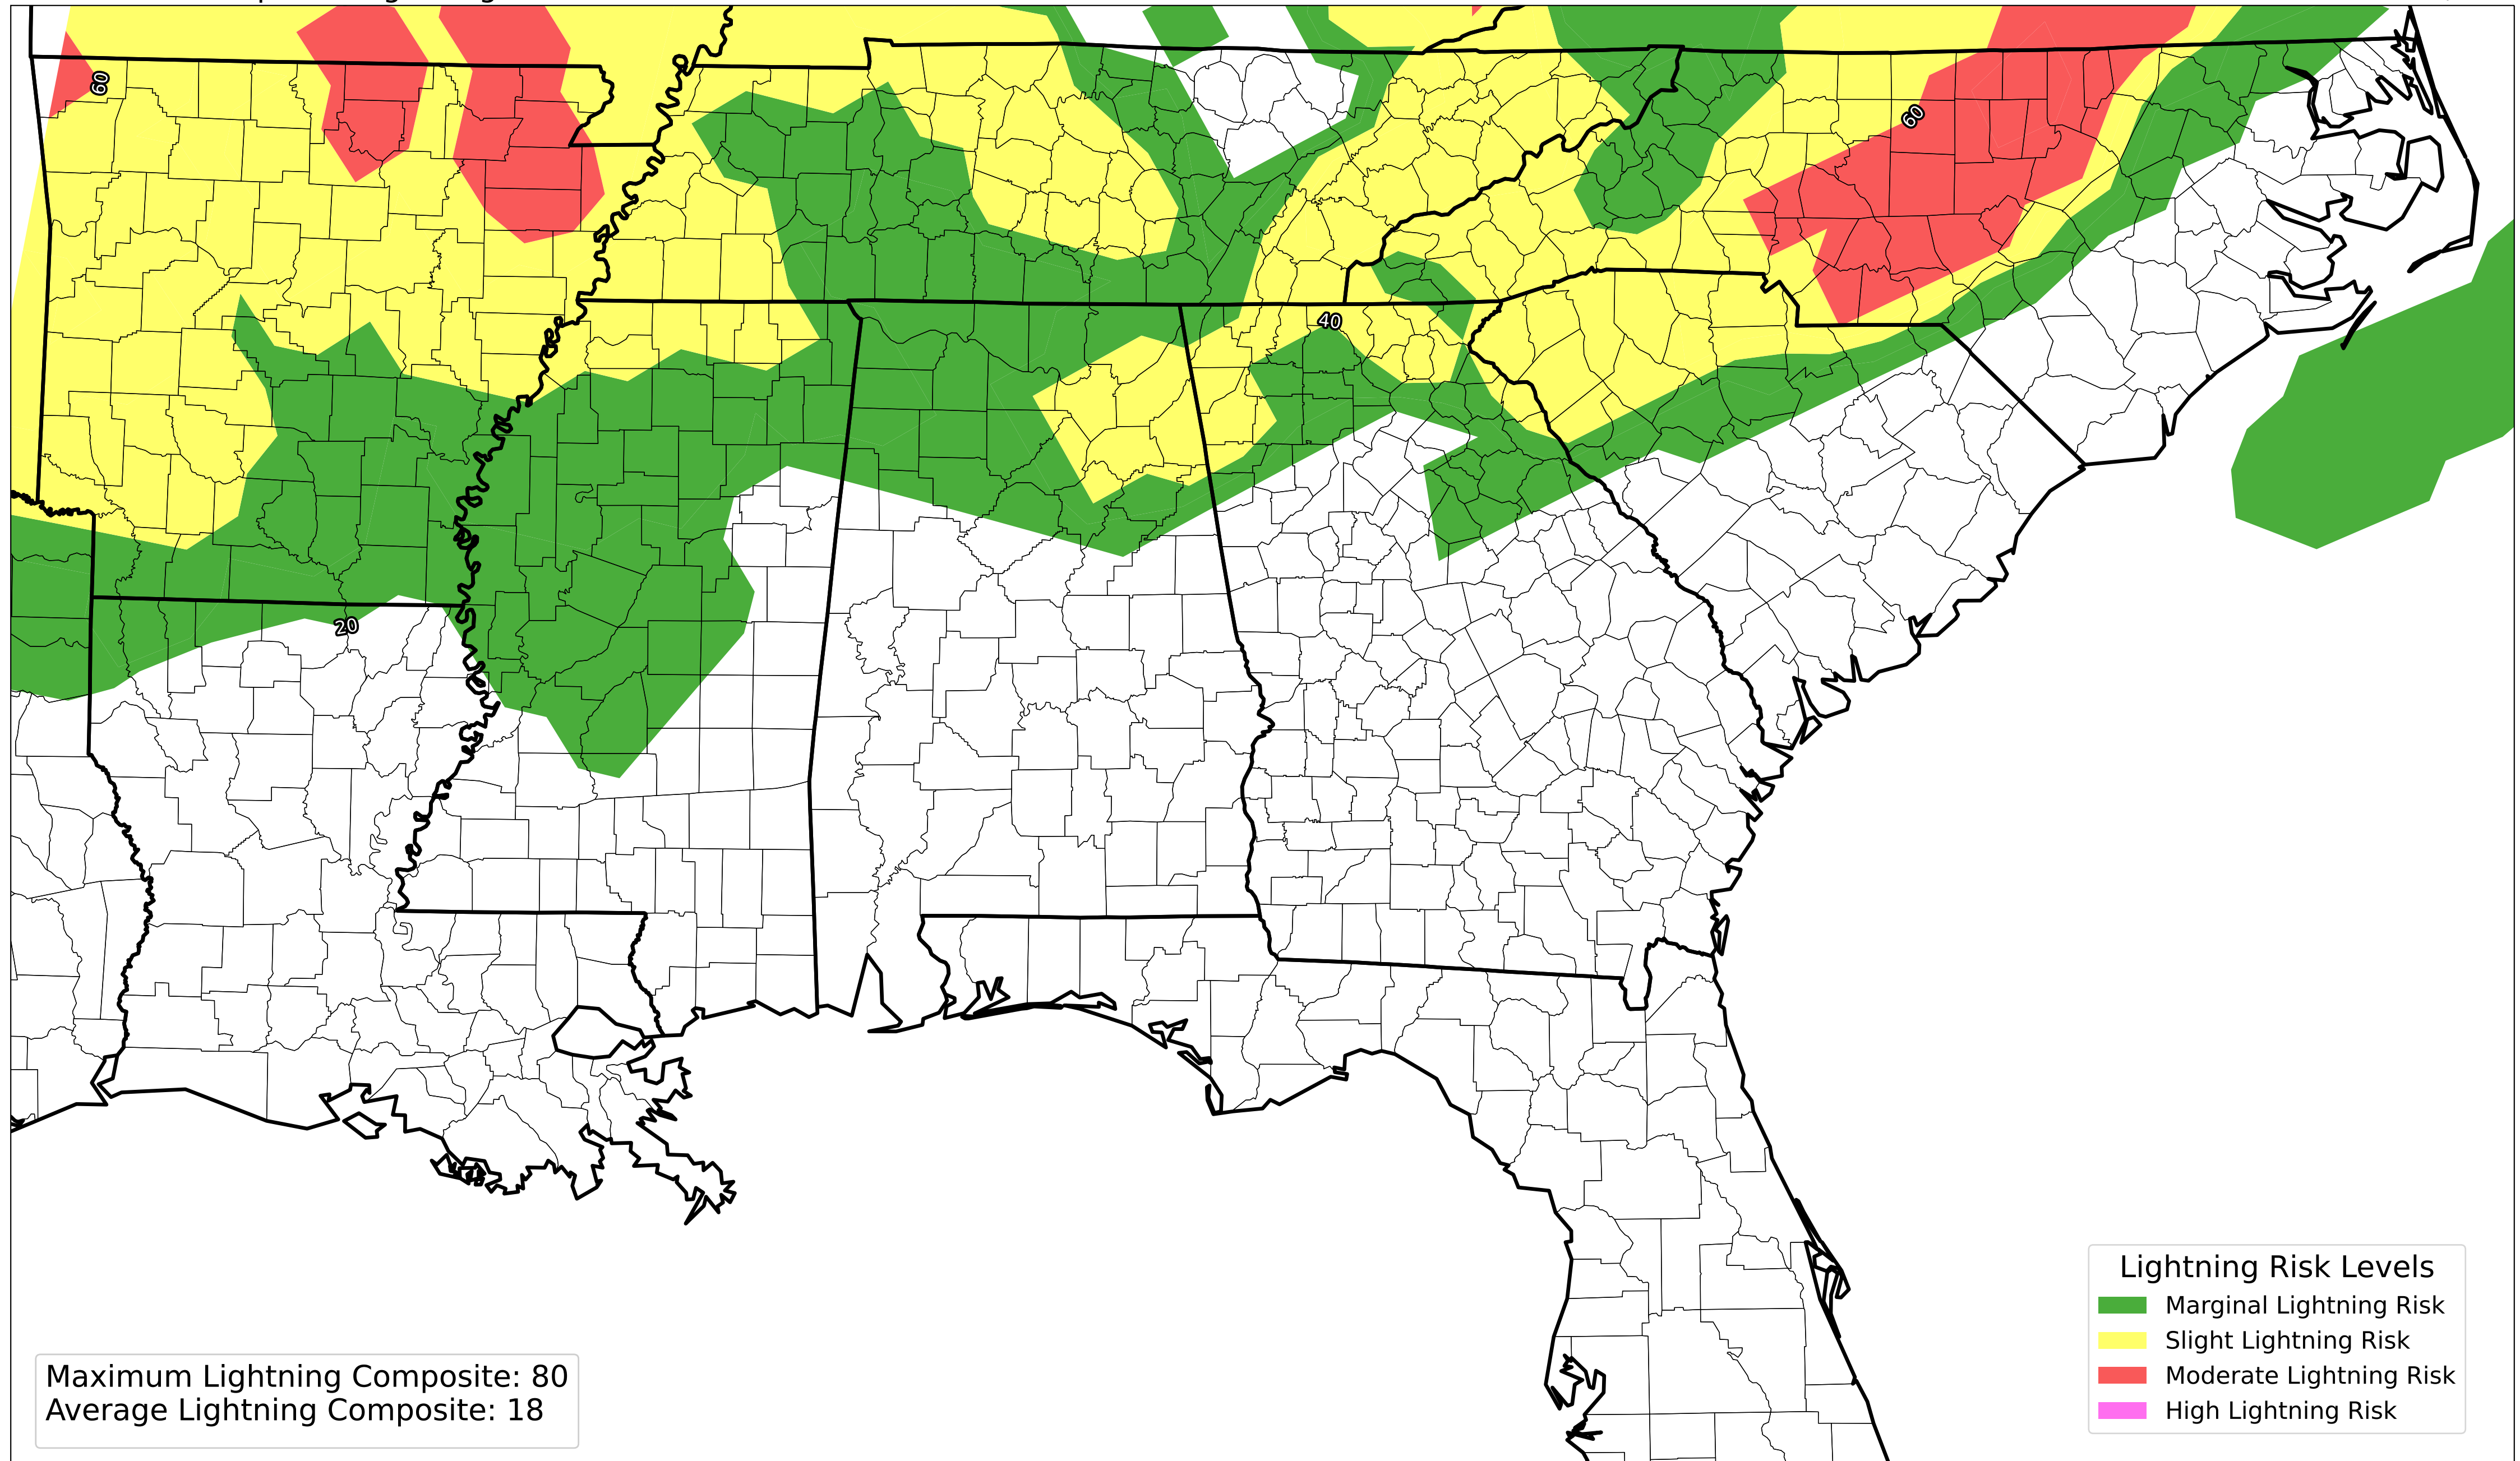 60
60
40
20
Lightning Risk Levels
Marginal Lightning Risk
Slight Lightning Risk
Moderate Lightning Risk
High Lightning Risk
Maximum Lightning Composite: 80
Average Lightning Composite: 18